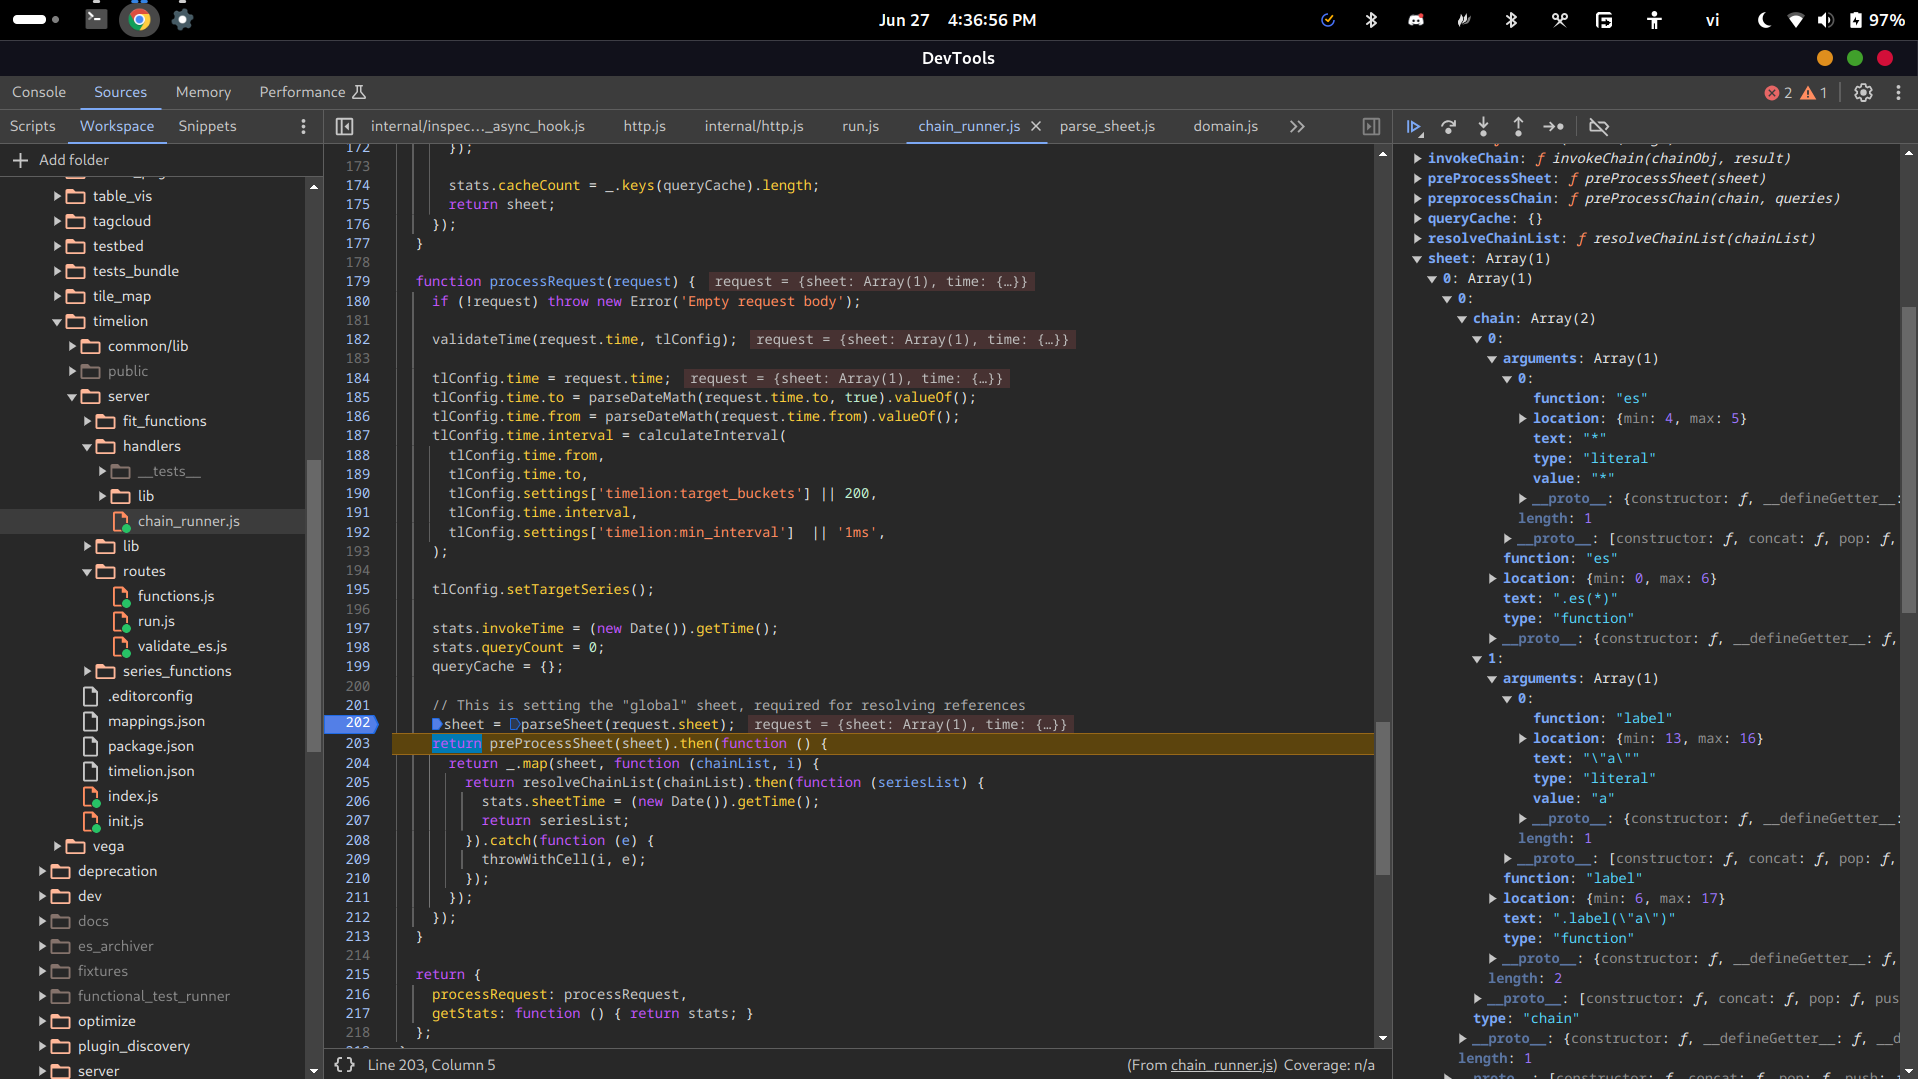 Jun 27 4:36:56 PM
vi
97%
DevTools
Console
Sources
Memory
Performance
2
1
Scripts
Workspace
Snippets
internal/inspec…_async_hook.js
http.js
internal/http.js
run.js
chain_runner.js
parse_sheet.js
domain.js
Add folder
table_vis
tagcloud
testbed
tests_bundle
tile_map
timelion
common/lib
public
server
fit_functions
handlers
__tests__
lib
chain_runner.js
lib
routes
functions.js
run.js
validate_es.js
series_functions
.editorconfig
mappings.json
package.json
timelion.json
index.js
init.js
vega
deprecation
dev
docs
es_archiver
fixtures
functional_test_runner
optimize
plugin_discovery
server
172 });
173
174 stats.cacheCount = _.keys(queryCache).length;
175 return sheet;
176 });
177 }
178
179 function processRequest(request) { request = {sheet: Array(1), time: {…}}
180 if (!request) throw new Error('Empty request body');
181
182 validateTime(request.time, tlConfig); request = {sheet: Array(1), time: {…}}
183
184 tlConfig.time = request.time; request = {sheet: Array(1), time: {…}}
185 tlConfig.time.to = parseDateMath(request.time.to, true).valueOf();
186 tlConfig.time.from = parseDateMath(request.time.from).valueOf();
187 tlConfig.time.interval = calculateInterval(
188 tlConfig.time.from,
189 tlConfig.time.to,
190 tlConfig.settings['timelion:target_buckets'] || 200,
191 tlConfig.time.interval,
192 tlConfig.settings['timelion:min_interval'] || '1ms',
193 );
194
195 tlConfig.setTargetSeries();
196
197 stats.invokeTime = (new Date()).getTime();
198 stats.queryCount = 0;
199 queryCache = {};
200
201 // This is setting the "global" sheet, required for resolving references
202 sheet = parseSheet(request.sheet); request = {sheet: Array(1), time: {…}}
203 return preProcessSheet(sheet).then(function () {
204 return _.map(sheet, function (chainList, i) {
205 return resolveChainList(chainList).then(function (seriesList) {
206 stats.sheetTime = (new Date()).getTime();
207 return seriesList;
208 }).catch(function (e) {
209 throwWithCell(i, e);
210 });
211 });
212 });
213 }
214
215 return {
216 processRequest: processRequest,
217 getStats: function () { return stats; }
218 };
{} Line 203, Column 5
(From chain_runner.js) Coverage: n/a
invokeChain: ƒ invokeChain(chainObj, result)
preProcessSheet: ƒ preProcessSheet(sheet)
preprocessChain: ƒ preProcessChain(chain, queries)
queryCache: {}
resolveChainList: ƒ resolveChainList(chainList)
sheet: Array(1)
0: Array(1)
0:
chain: Array(2)
0:
arguments: Array(1)
0:
function: "es"
location: {min: 4, max: 5}
text: "*"
type: "literal"
value: "*"
__proto__: {constructor: ƒ, __defineGetter__:
length: 1
__proto__: [constructor: ƒ, concat: ƒ, pop: ƒ,
function: "es"
location: {min: 0, max: 6}
text: ".es(*)"
type: "function"
__proto__: {constructor: ƒ, __defineGetter__: ƒ,
1:
arguments: Array(1)
0:
function: "label"
location: {min: 13, max: 16}
text: "\"a\""
type: "literal"
value: "a"
__proto__: {constructor: ƒ, __defineGetter__:
length: 1
__proto__: [constructor: ƒ, concat: ƒ, pop: ƒ,
function: "label"
location: {min: 6, max: 17}
text: ".label(\"a\")"
type: "function"
__proto__: {constructor: ƒ, __defineGetter__: ƒ,
length: 2
__proto__: [constructor: ƒ, concat: ƒ, pop: ƒ, pus
type: "chain"
__proto__: {constructor: ƒ, __defineGetter__: ƒ, __d
length: 1